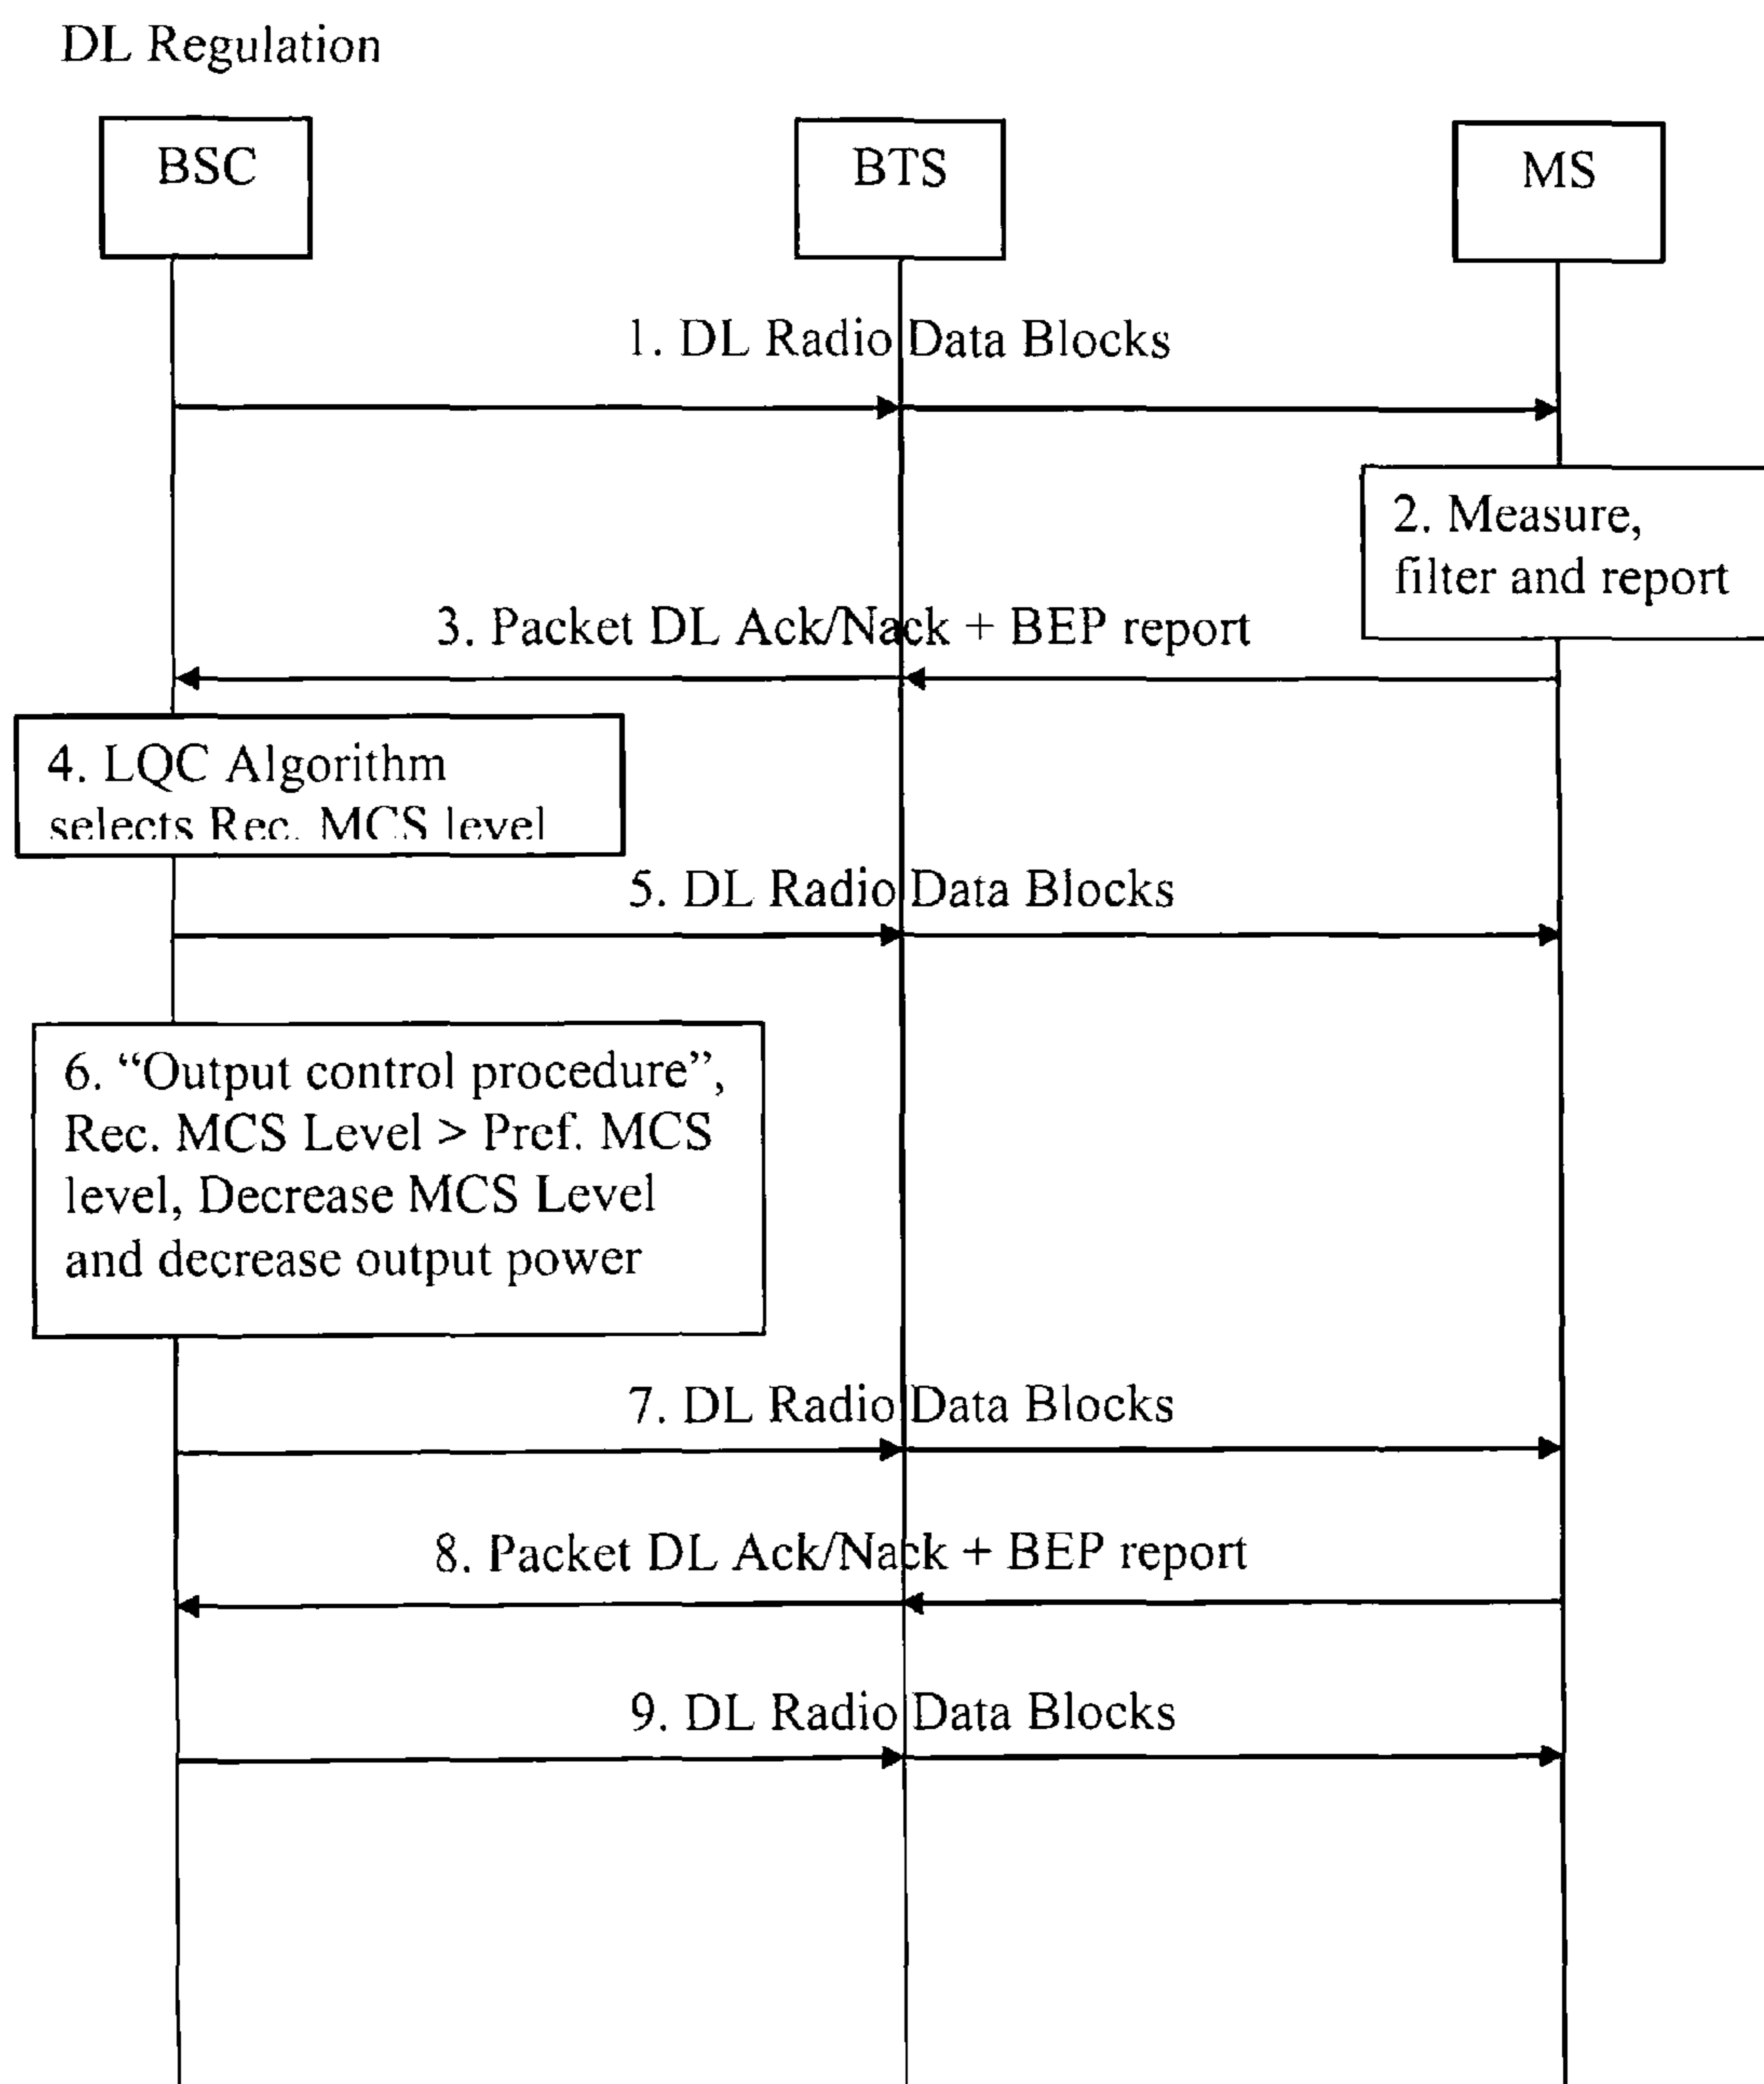 DL Regulation
BSC
BTS
MS
1. DL Radio Data Blocks
2. Measure,
filter and report
3. Packet DL Ack/Nack + BEP report
4. LQC Algorithm
selects Rec. MCS level
5. DL Radio Data Blocks
6. “Output control procedure”,
Rec. MCS Level > Pref. MCS
level, Decrease MCS Level
and decrease output power
7. DL Radio Data Blocks
8. Packet DL Ack/Nack + BEP report
9. DL Radio Data Blocks